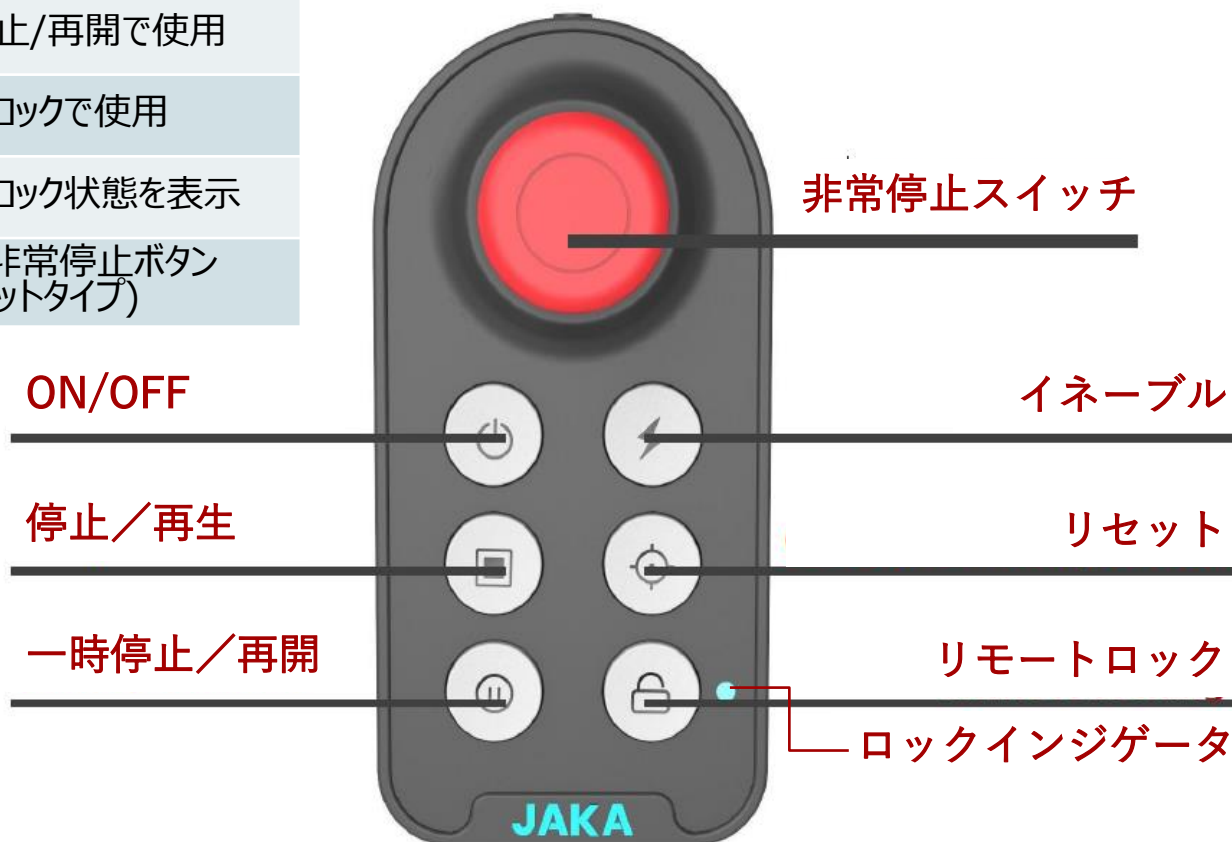 止/再開で使用
ロックで使用
ロック状態を表示
非常停止ボタン
ットタイプ)
非常停止スイッチ
ON/OFF
イネーブル
停止／再生
リセット
一時停止／再開
リモートロック
ロックインジゲータ
JAKA